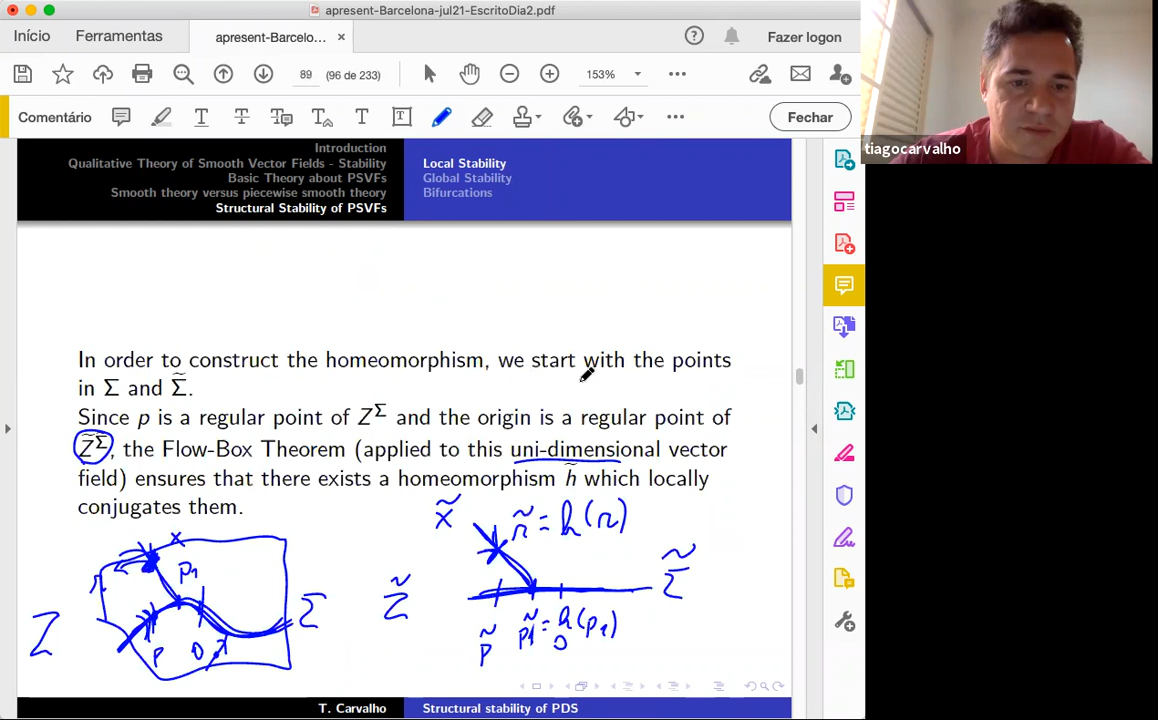 apresent-Barcelona-jul21-EscritoDia2.pdf
Início
Ferramentas
apresent-Barcelo...
Fazer logon
89
(96 de 233)
153%
Comentário
Fechar
tiagocarvalho
Introduction
Qualitative Theory of Smooth Vector Fields - Stability
Basic Theory about PSVFs
Smooth theory versus piecewise smooth theory
Structural Stability of PSVFs
Local Stability
Global Stability
Bifurcations
In order to construct the homeomorphism, we start with the points
in Σ and Σ̃.
Since p is a regular point of Z^Σ and the origin is a regular point of
Z̃^Σ̃, the Flow-Box Theorem (applied to this uni-dimensional vector
field) ensures that there exists a homeomorphism h̃ which locally
conjugates them.
x̃
r̃ = h(r)
x
p1
r
Σ
Z
p
0
Z̃
Σ̃
p̃1 = h(p1)
p̃
0
T. Carvalho
Structural stability of PDS